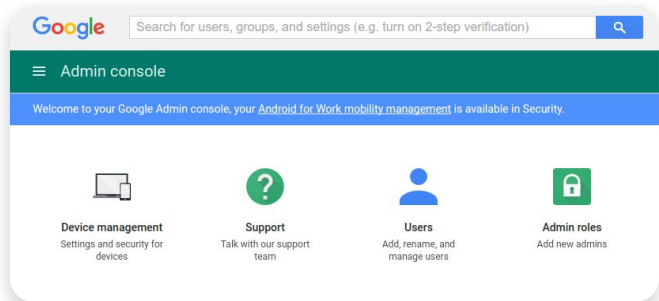 Google
Search for users, groups, and settings (e.g. turn on 2-step verification)
Admin console
Welcome to your Google Admin console, your Android for Work mobility management is available in Security.
Device management
Settings and security for
devices
Support
Talk with our support
team
Users
Add, rename, and
manage users
Admin roles
Add new admins